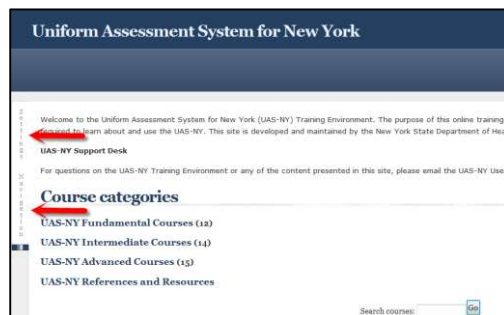 Uniform Assessment System for New York
Welcome to the Uniform Assessment System for New York (UAS-NY) Training Environment. The purpose of this online training
required to learn about and use the UAS-NY. This site is developed and maintained by the New York State Department of Hea
UAS-NY Support Desk
For questions on the UAS-NY Training Environment or any of the content presented in this site, please email the UAS-NY Use
Settings
Navigation
Course categories
UAS-NY Fundamental Courses (12)
UAS-NY Intermediate Courses (14)
UAS-NY Advanced Courses (15)
UAS-NY References and Resources
Search courses: Go